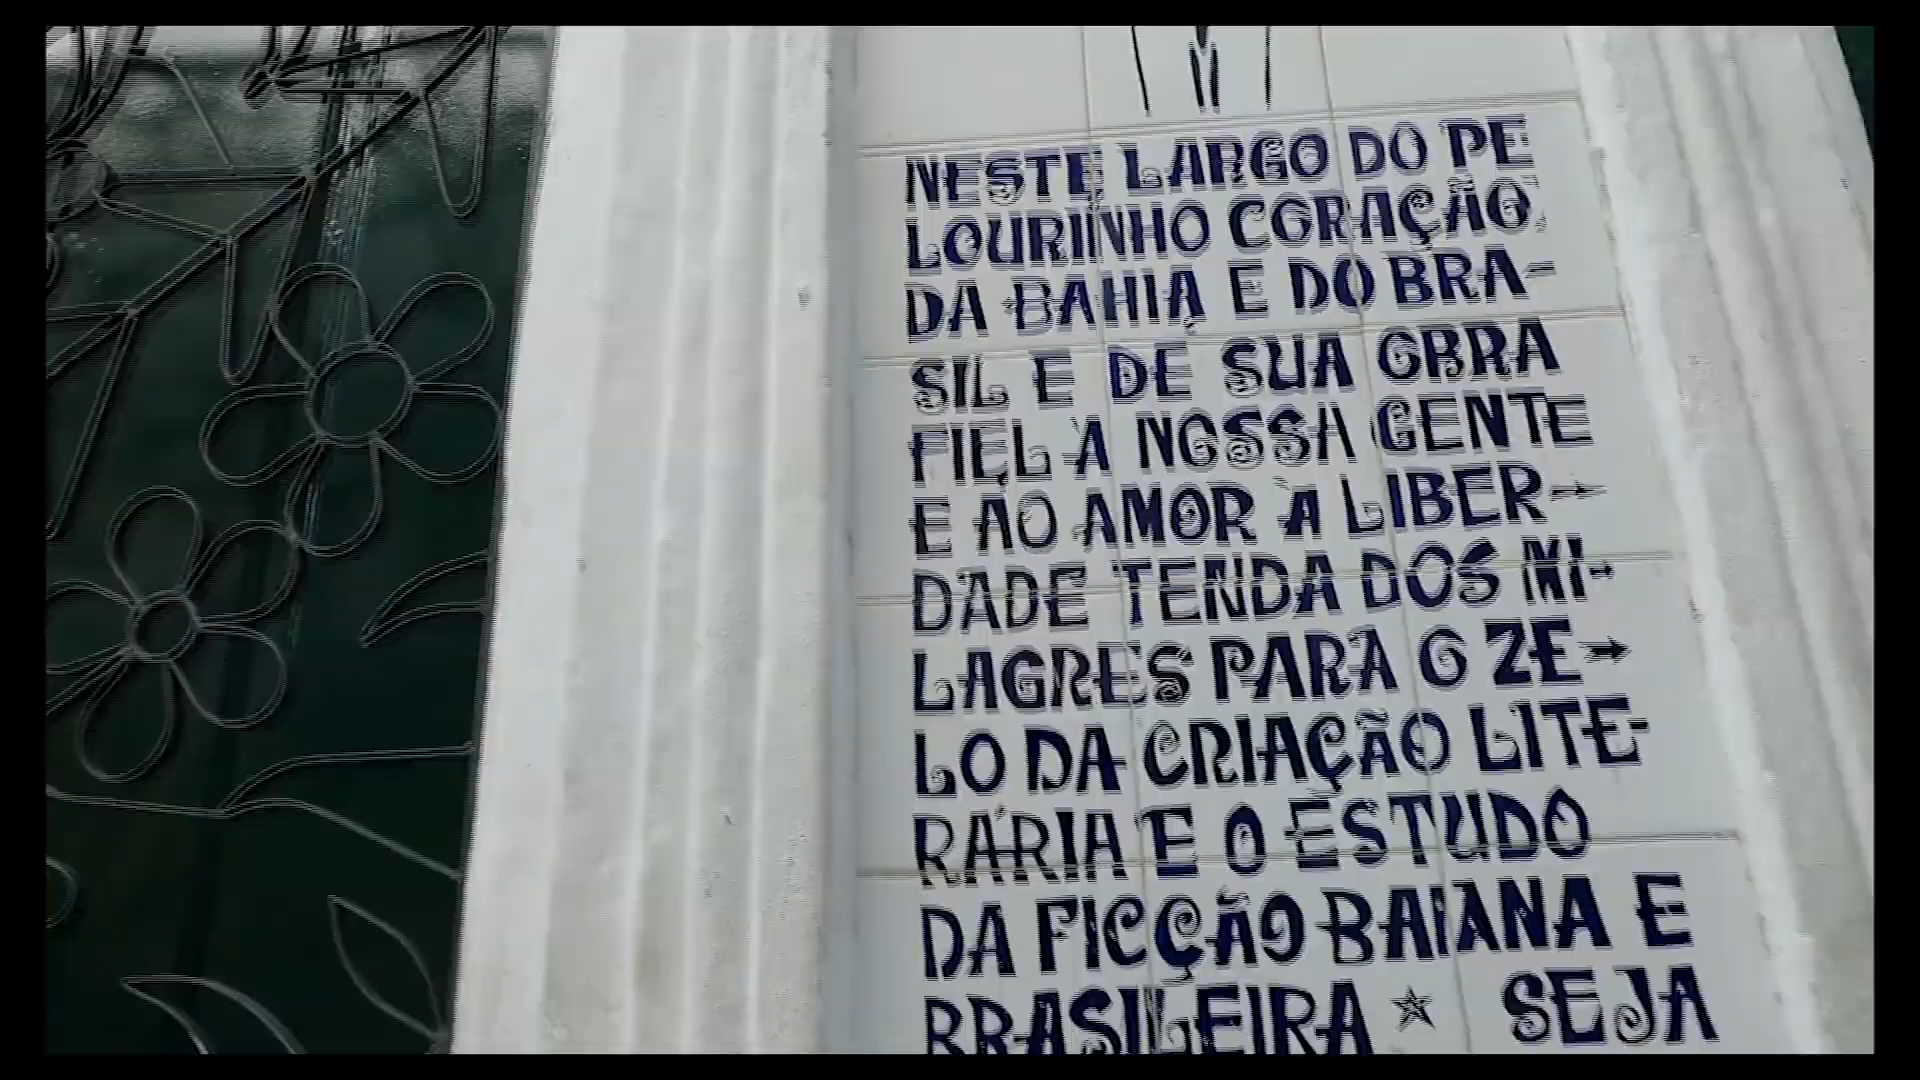 NESTE LARGO DO PE
LOURINHO CORAÇÃO,
DA BAHIA E DO BRA-
SIL E DE SUA OBRA
FIEL À NOSSA GENTE
E AO AMOR À LIBER-
DADE TENDA DOS MI-
LAGRES PARA O ZE-
LO DA CRIAÇÃO LITE-
RÁRIA E O ESTUDO
DA FICÇÃO BAIANA E
BRASILEIRA ☆ SEJA